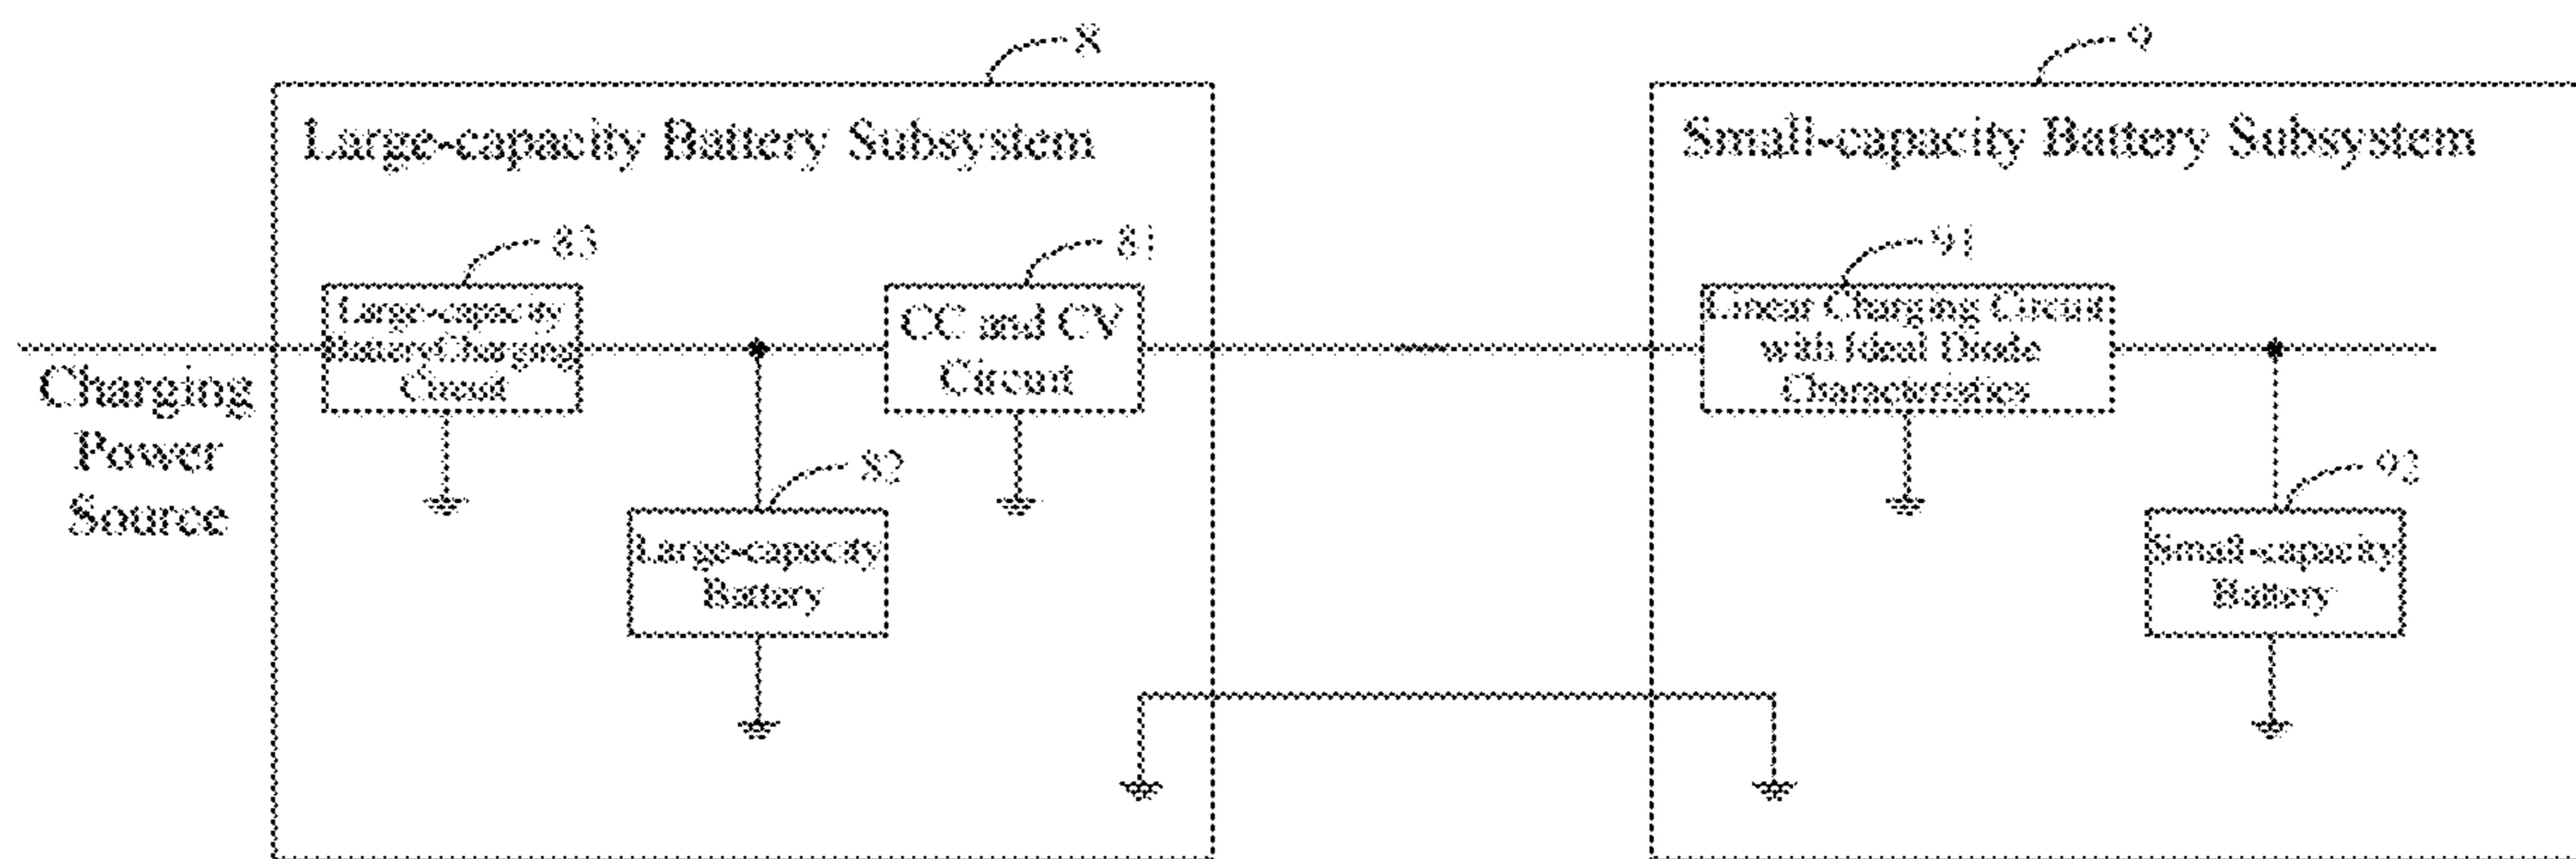 8
9
Large-capacity Battery Subsystem
Small-capacity Battery Subsystem
83
81
91
Large-capacity
Battery Charging
Circuit
CC and CV
Circuit
Linear Charging Circuit
with Ideal Diode
Characteristics
Charging
Power
Source
82
92
Large-capacity
Battery
Small-capacity
Battery